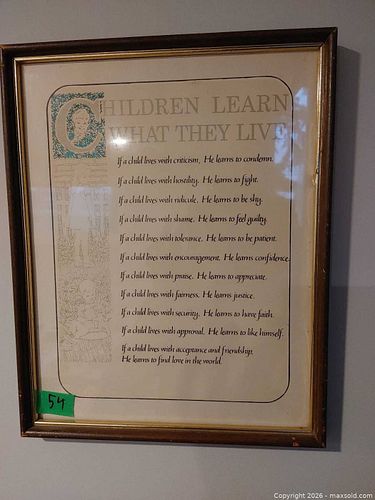 CHILDREN LEARN
WHAT THEY LIVE
If a child lives with criticism, He learns to condemn.
If a child lives with hostility, He learns to fight.
If a child lives with ridicule, He learns to be shy.
If a child lives with shame, He learns to feel guilty.
If a child lives with tolerance, He learns to be patient.
If a child lives with encouragement, He learns confidence.
If a child lives with praise, He learns to appreciate.
If a child lives with fairness, He learns justice.
If a child lives with security, He learns to have faith.
If a child lives with approval, He learns to like himself.
If a child lives with acceptance and friendship,
He learns to find love in the world.
54
Copyright 2026 - maxsold.com